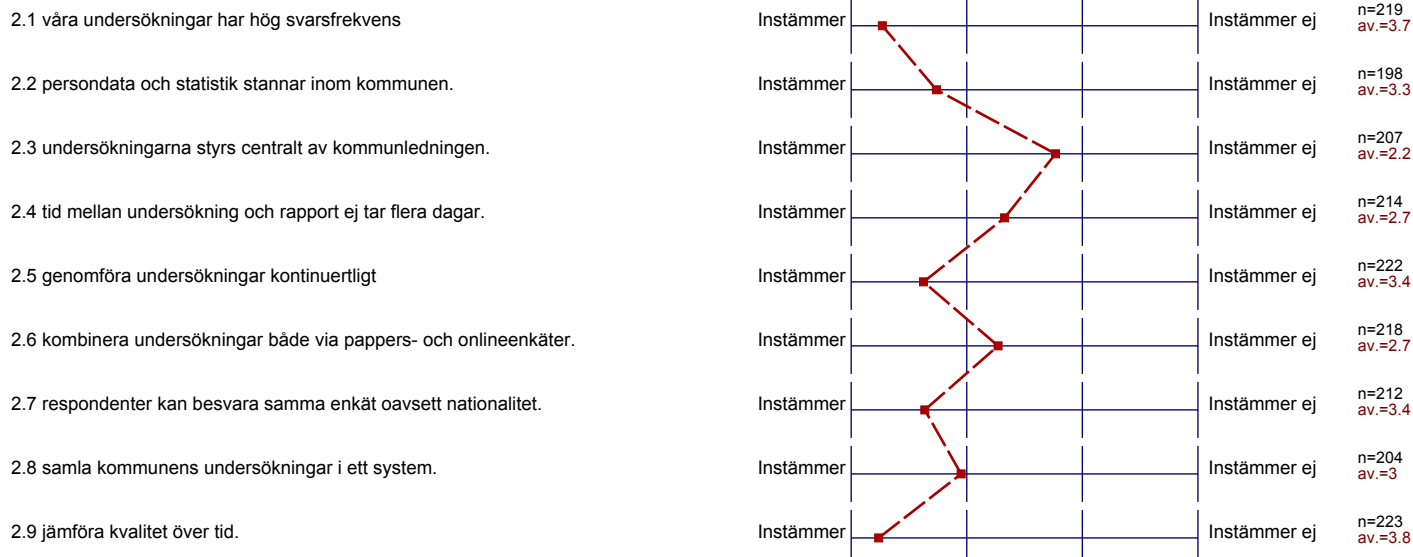 2.1 våra undersökningar har hög svarsfrekvens Instämmer Instämmer ej n=219
av.=3.7
2.2 persondata och statistik stannar inom kommunen. Instämmer Instämmer ej n=198
av.=3.3
2.3 undersökningarna styrs centralt av kommunledningen. Instämmer Instämmer ej n=207
av.=2.2
2.4 tid mellan undersökning och rapport ej tar flera dagar. Instämmer Instämmer ej n=214
av.=2.7
2.5 genomföra undersökningar kontinuertligt Instämmer Instämmer ej n=222
av.=3.4
2.6 kombinera undersökningar både via pappers- och onlineenkäter. Instämmer Instämmer ej n=218
av.=2.7
2.7 respondenter kan besvara samma enkät oavsett nationalitet. Instämmer Instämmer ej n=212
av.=3.4
2.8 samla kommunens undersökningar i ett system. Instämmer Instämmer ej n=204
av.=3
2.9 jämföra kvalitet över tid. Instämmer Instämmer ej n=223
av.=3.8